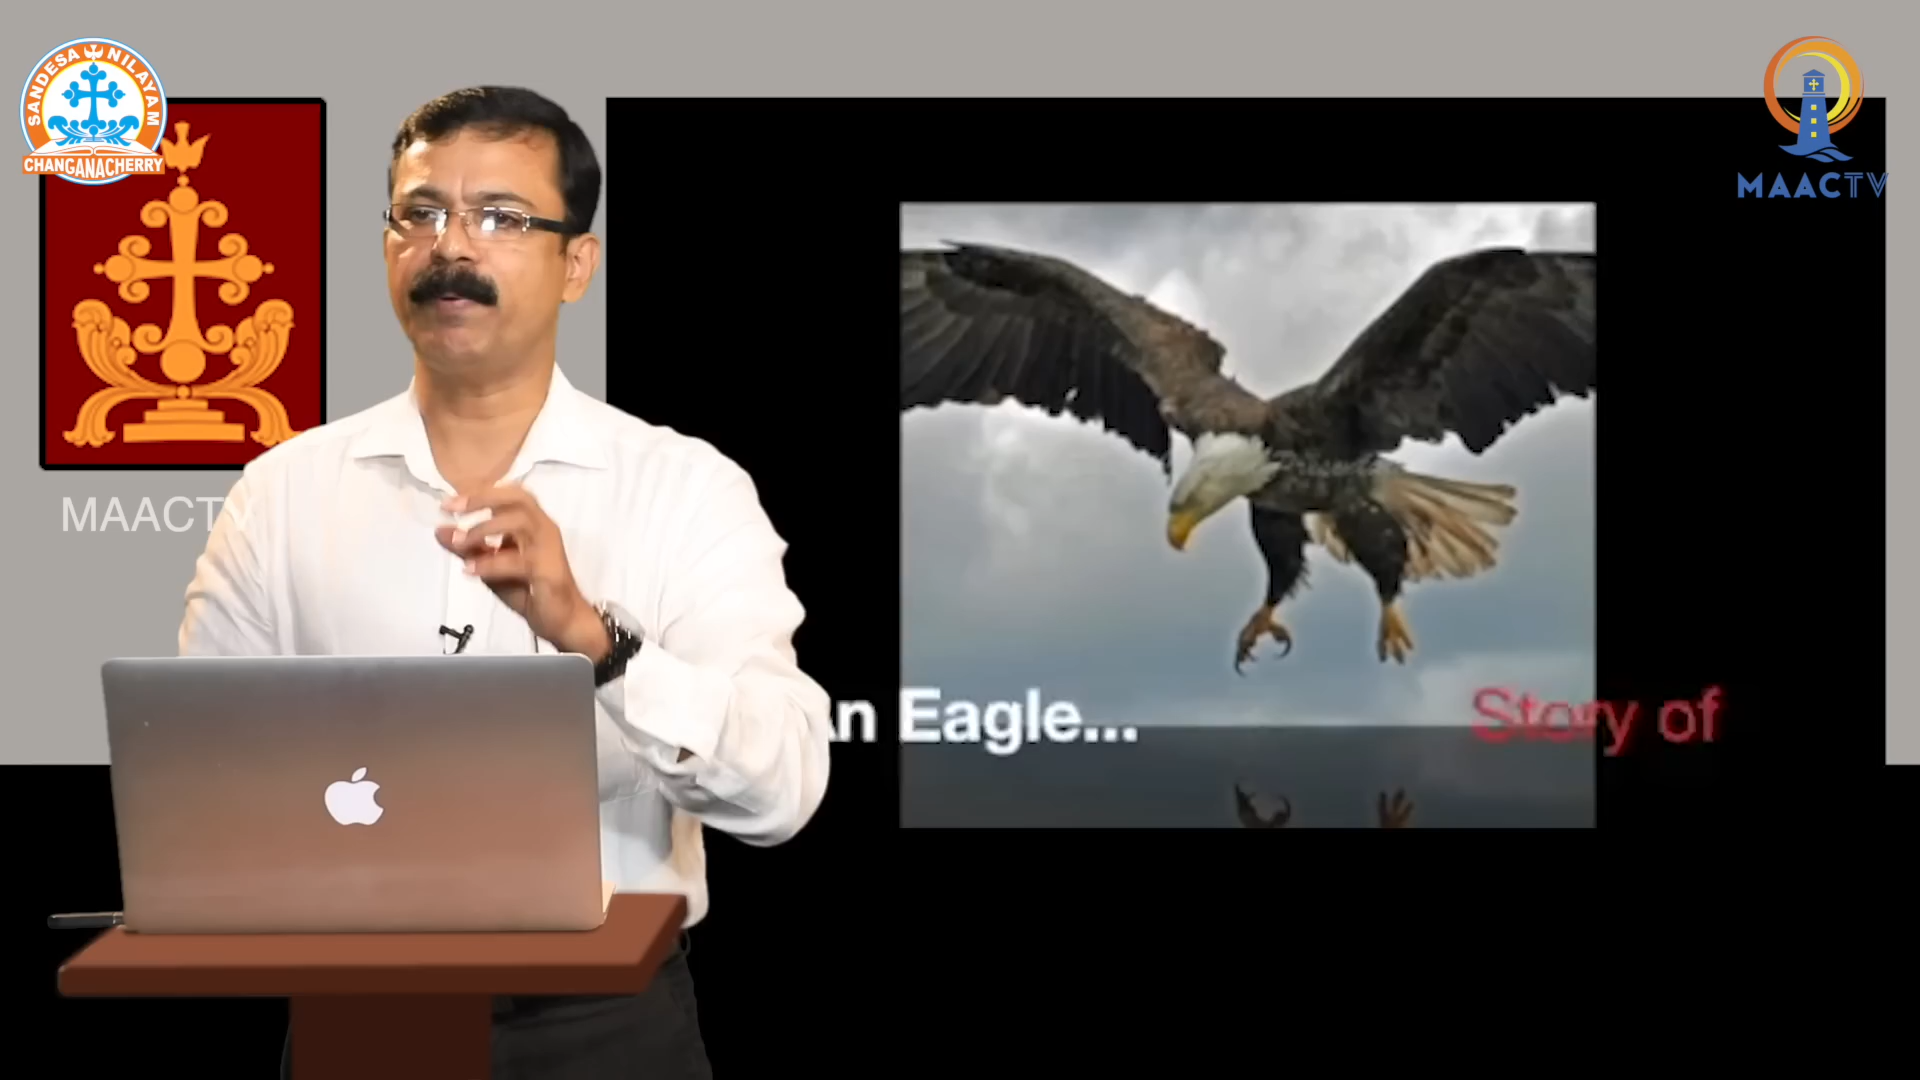 SANDESA NILAYAM
CHANGANACHERRY
MAACTV
MAACTV
An Eagle...
Story of